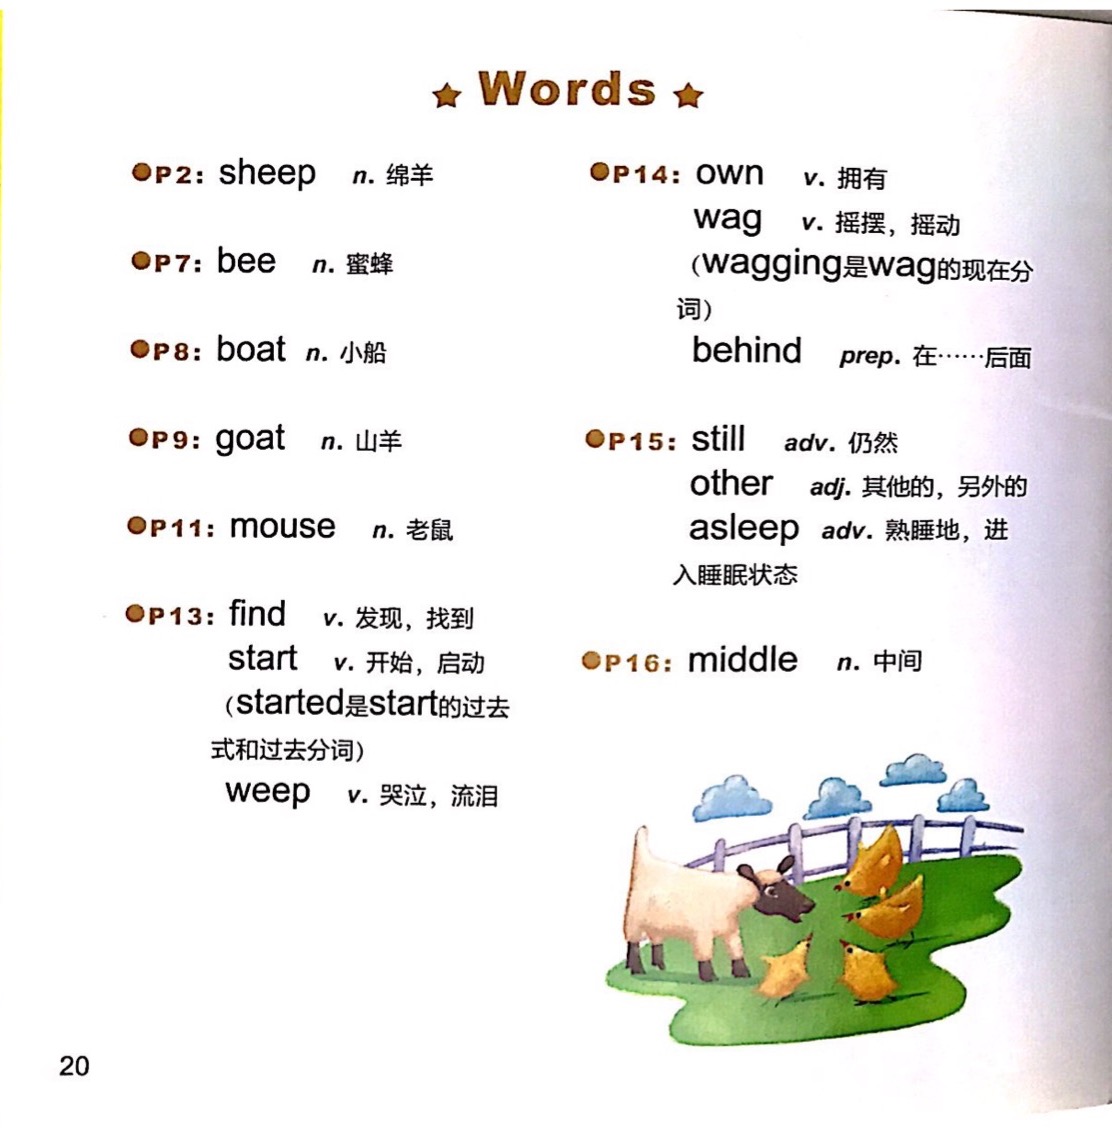 Words
P2: sheep n. 绵羊
P7: bee n. 蜜蜂
P8: boat n. 小船
P9: goat n. 山羊
P11: mouse n. 老鼠
P13: find v. 发现，找到
start v. 开始，启动
（started是start的过去
式和过去分词）
weep v. 哭泣，流泪
P14: own v. 拥有
wag v. 摇摆，摇动
（wagging是wag的现在分
词）
behind prep. 在……后面
P15: still adv. 仍然
other adj. 其他的，另外的
asleep adv. 熟睡地，进
入睡眠状态
P16: middle n. 中间
20